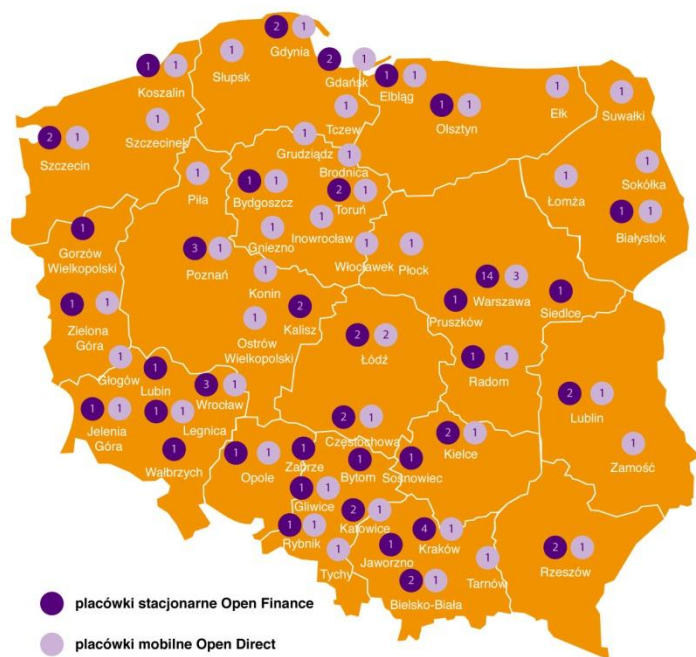 2 1
Gdynia
1
Słupsk
2 1
Gdańsk
1 1
Koszalin
1 1
Elbląg
1 1
Olsztyn
1
Ełk
1
Suwałki
1
Tczew
1
Szczecinek
2 1
Szczecin
1
Grudziądz
1
Brodnica
1
Sokółka
1
Łomża
1
Piła
1 1
Bydgoszcz
2 1
Toruń
1 1
Białystok
1
Inowrocław
1
Gniezno
1
Gorzów
Wielkopolski
3 1
Poznań
1
Włocławek
1
Płock
1
Konin
14 3
Warszawa
1
Pruszków
1
Siedlce
1 1
Zielona
Góra
2
Kalisz
1
Ostrów
Wielkopolski
2 2
Łódź
1
Głogów
1
Lubin
3 1
Wrocław
1 1
Radom
2 1
Lublin
1 1
Jelenia
Góra
1 1
Legnica
2 1
Częstochowa
2 1
Kielce
1
Zamość
1
Wałbrzych
1 1
Opole
1
Zabrze
1
Bytom
1
Sosnowiec
1 1
Gliwice
2 1
Katowice
1 1
Rybnik
4 1
Kraków
1
Jaworzno
1
Tychy
1
Tarnów
2 1
Rzeszów
2 1
Bielsko-Biała
placówki stacjonarne Open Finance
placówki mobilne Open Direct